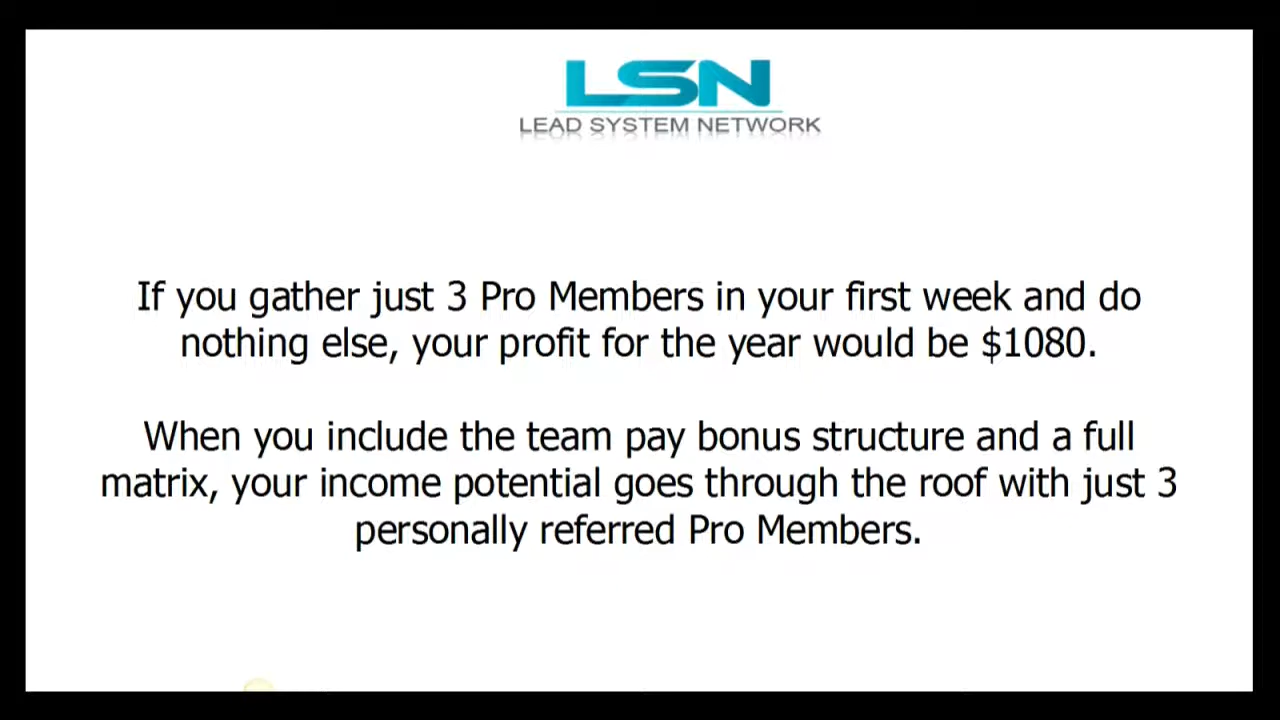 LSN
LEAD SYSTEM NETWORK
If you gather just 3 Pro Members in your first week and do
nothing else, your profit for the year would be $1080.
When you include the team pay bonus structure and a full
matrix, your income potential goes through the roof with just 3
personally referred Pro Members.